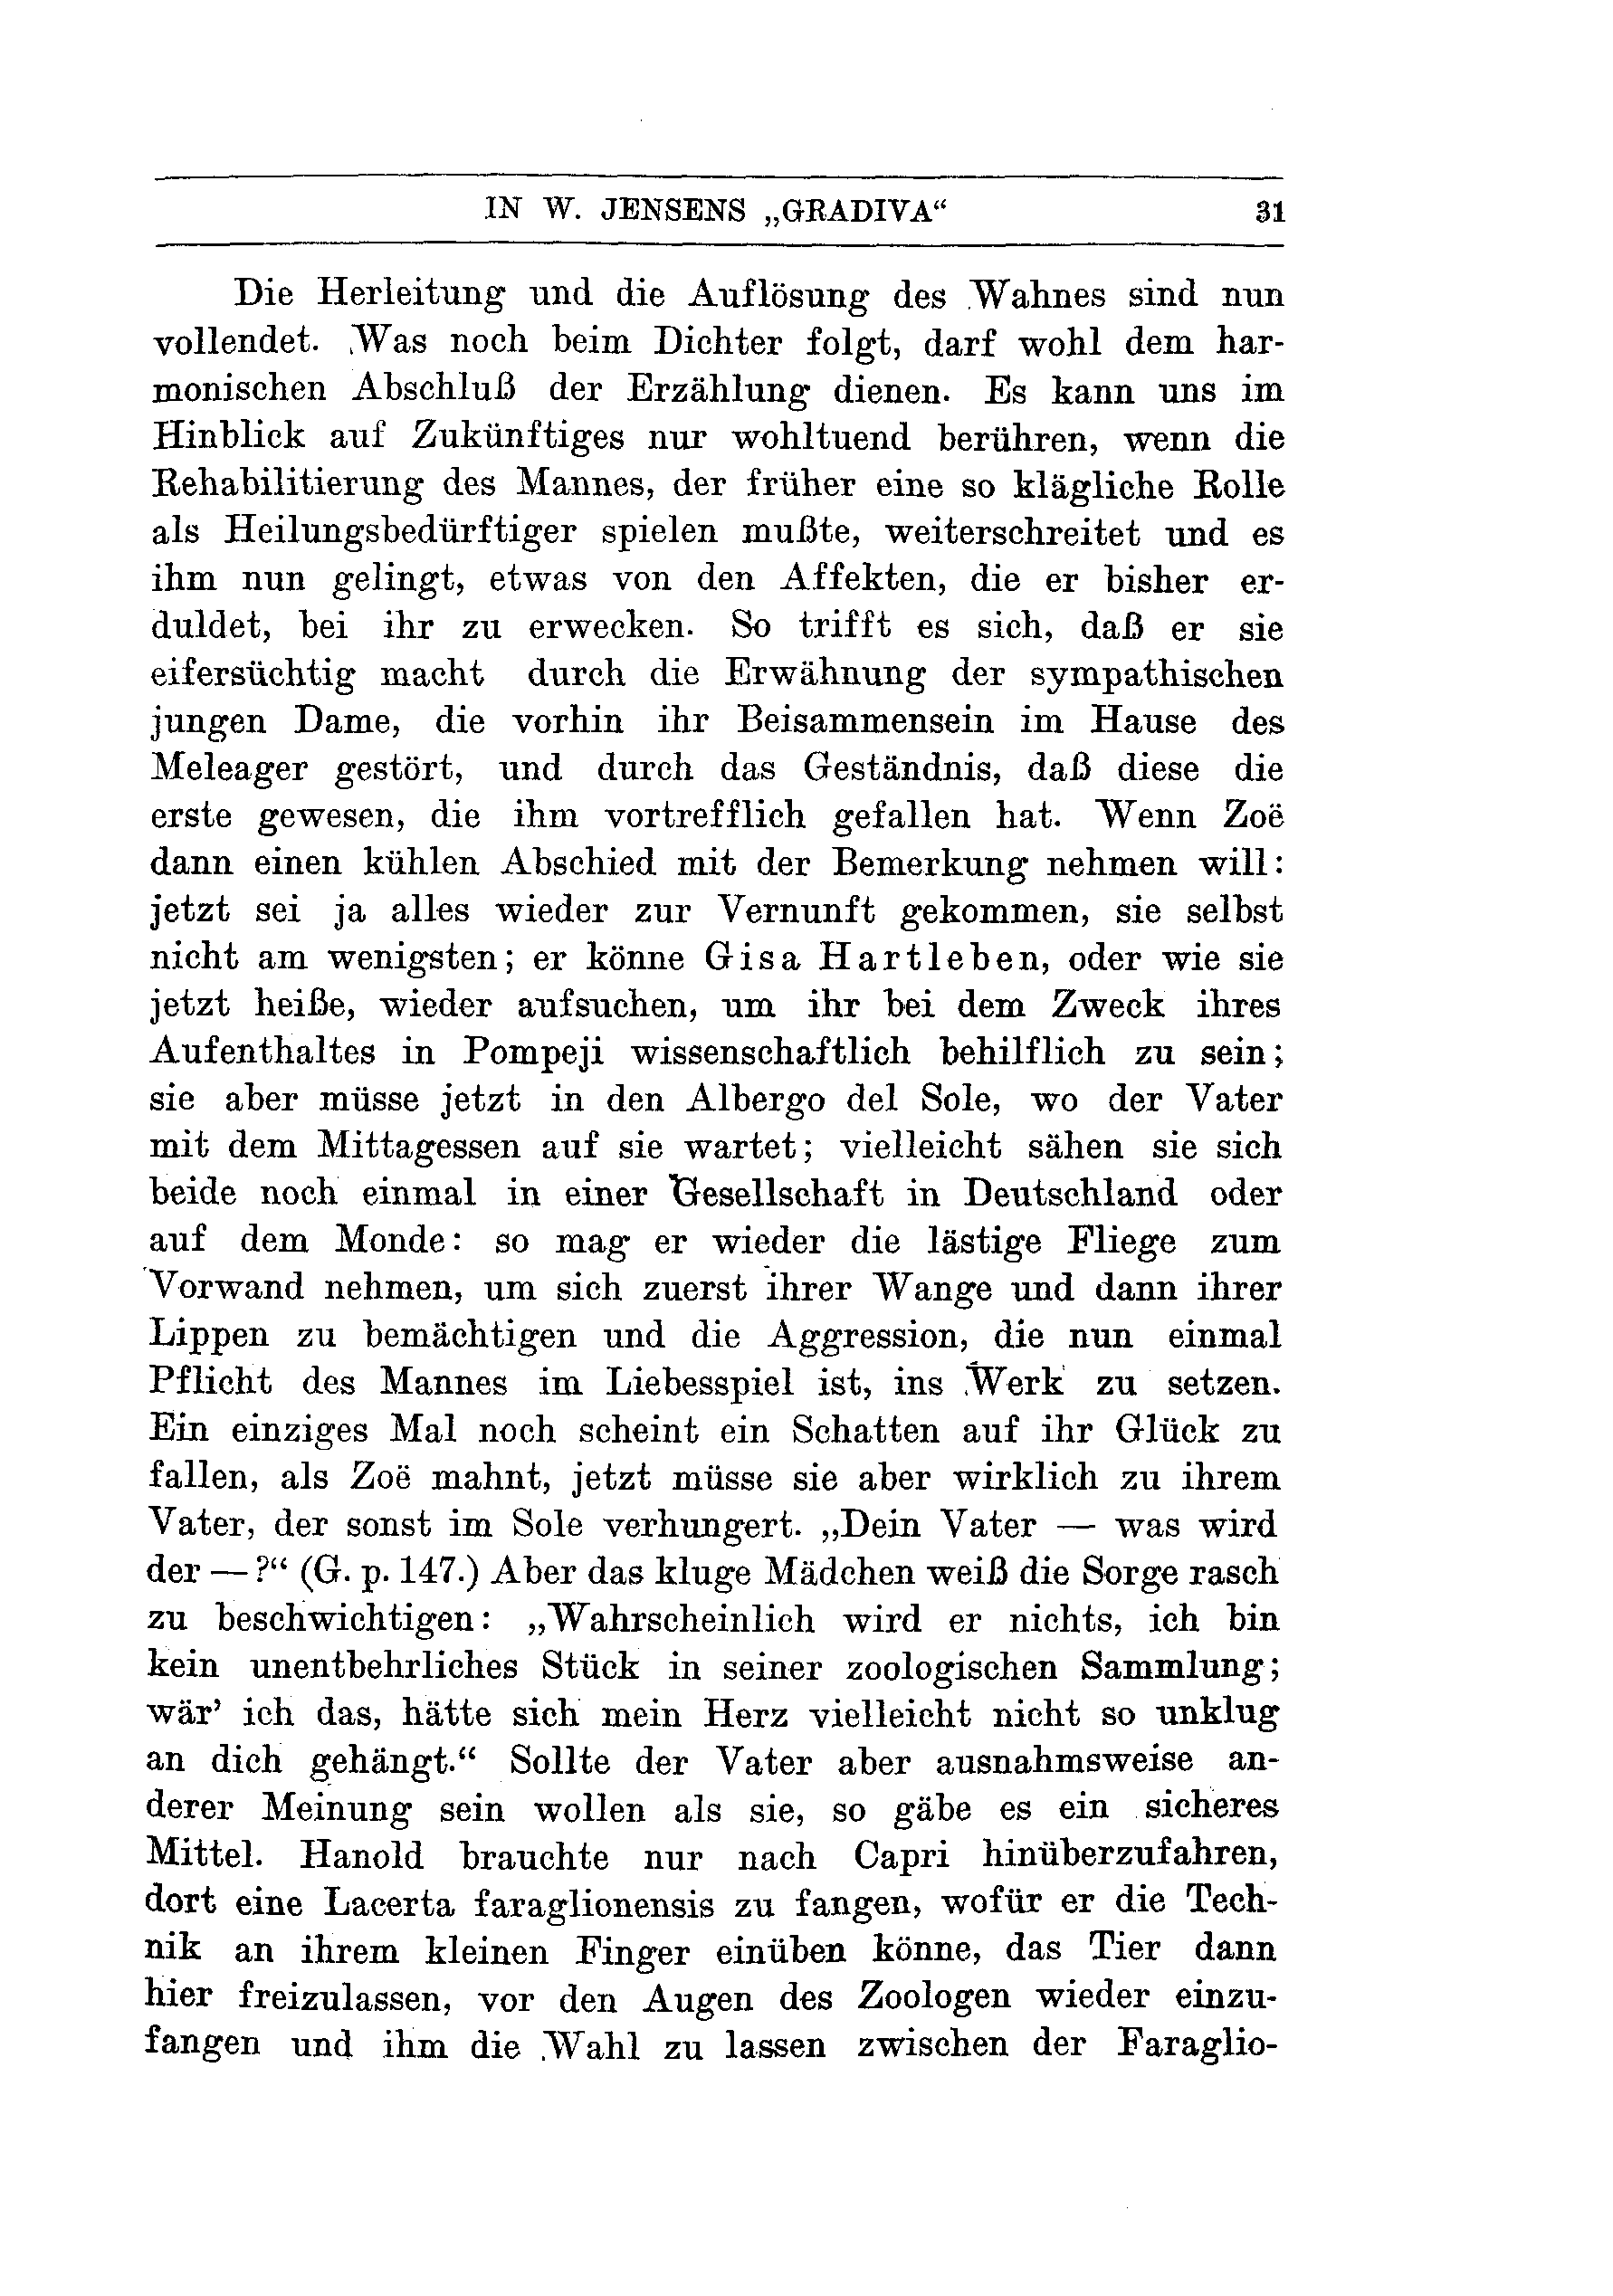 IN W. JENSENS „GRADIVA“ 31
Die Herleitung und die Auflösung des Wahnes sind nun
vollendet. Was noch beim Dichter folgt, darf wohl dem har-
monischen Abschluß der Erzählung dienen. Es kann uns im
Hinblick auf Zukünftiges nur wohltuend berühren, wenn die
Rehabilitierung des Mannes, der früher eine so klägliche Rolle
als Heilungsbedürftiger spielen mußte, weiterschreitet und es
ihm nun gelingt, etwas von den Affekten, die er bisher er-
duldet, bei ihr zu erwecken. So trifft es sich, daß er sie
eifersüchtig macht durch die Erwähnung der sympathischen
jungen Dame, die vorhin ihr Beisammensein im Hause des
Meleager gestört, und durch das Geständnis, daß diese die
erste gewesen, die ihm vortrefflich gefallen hat. Wenn Zoë
dann einen kühlen Abschied mit der Bemerkung nehmen will:
jetzt sei ja alles wieder zur Vernunft gekommen, sie selbst
nicht am wenigsten; er könne Gisa Hartleben, oder wie sie
jetzt heiße, wieder aufsuchen, um ihr bei dem Zweck ihres
Aufenthaltes in Pompeji wissenschaftlich behilflich zu sein;
sie aber müsse jetzt in den Albergo del Sole, wo der Vater
mit dem Mittagessen auf sie wartet; vielleicht sähen sie sich
beide noch einmal in einer Gesellschaft in Deutschland oder
auf dem Monde: so mag er wieder die lästige Fliege zum
Vorwand nehmen, um sich zuerst ihrer Wange und dann ihrer
Lippen zu bemächtigen und die Aggression, die nun einmal
Pflicht des Mannes im Liebesspiel ist, ins Werk zu setzen.
Ein einziges Mal noch scheint ein Schatten auf ihr Glück zu
fallen, als Zoë mahnt, jetzt müsse sie aber wirklich zu ihrem
Vater, der sonst im Sole verhungert. „Dein Vater — was wird
der —?“ (G. p. 147.) Aber das kluge Mädchen weiß die Sorge rasch
zu beschwichtigen: „Wahrscheinlich wird er nichts, ich bin
kein unentbehrliches Stück in seiner zoologischen Sammlung;
wär’ ich das, hätte sich mein Herz vielleicht nicht so unklug
an dich gehängt.“ Sollte der Vater aber ausnahmsweise an-
derer Meinung sein wollen als sie, so gäbe es ein sicheres
Mittel. Hanold brauchte nur nach Capri hinüberzufahren,
dort eine Lacerta faraglionensis zu fangen, wofür er die Tech-
nik an ihrem kleinen Finger einüben könne, das Tier dann
hier freizulassen, vor den Augen des Zoologen wieder einzu-
fangen und ihm die Wahl zu lassen zwischen der Faraglio-